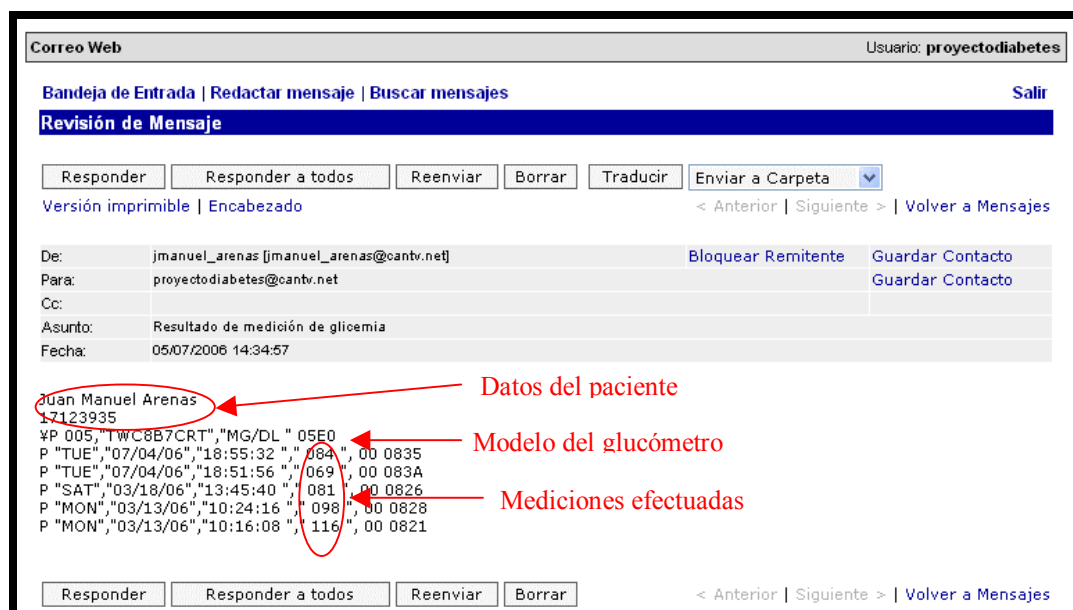 Correo Web Usuario: proyectodiabetes
Bandeja de Entrada | Redactar mensaje | Buscar mensajes Salir
Revisión de Mensaje
Responder Responder a todos Reenviar Borrar Traducir Enviar a Carpeta
Versión imprimible | Encabezado < Anterior | Siguiente > | Volver a Mensajes
De: jmanuel_arenas [jmanuel_arenas@cantv.net] Bloquear Remitente Guardar Contacto
Para: proyectodiabetes@cantv.net Guardar Contacto
Cc:
Asunto: Resultado de medición de glicemia
Fecha: 05/07/2006 14:34:57
Datos del paciente
Juan Manuel Arenas
17123935
¥P 005,"TWC8B7CRT","MG/DL " 05E0
Modelo del glucómetro
P "TUE","07/04/06","18:55:32 "," 084 ", 00 0835
P "TUE","07/04/06","18:51:56 "," 069 ", 00 083A
P "SAT","03/18/06","13:45:40 "," 081 ", 00 0826
Mediciones efectuadas
P "MON","03/13/06","10:24:16 "," 098 ", 00 0828
P "MON","03/13/06","10:16:08 "," 116 ", 00 0821
Responder Responder a todos Reenviar Borrar < Anterior | Siguiente > | Volver a Mensajes